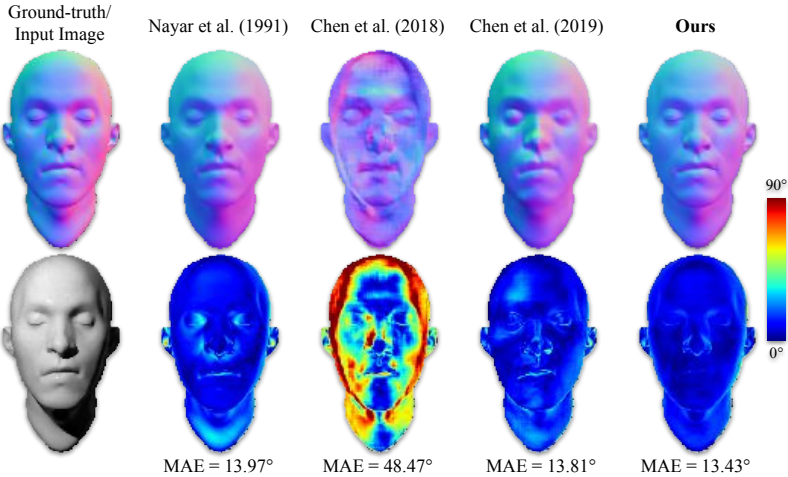 Ground-truth/
Input Image
Nayar et al. (1991)
Chen et al. (2018)
Chen et al. (2019)
Ours
90°
0°
MAE = 13.97°
MAE = 48.47°
MAE = 13.81°
MAE = 13.43°